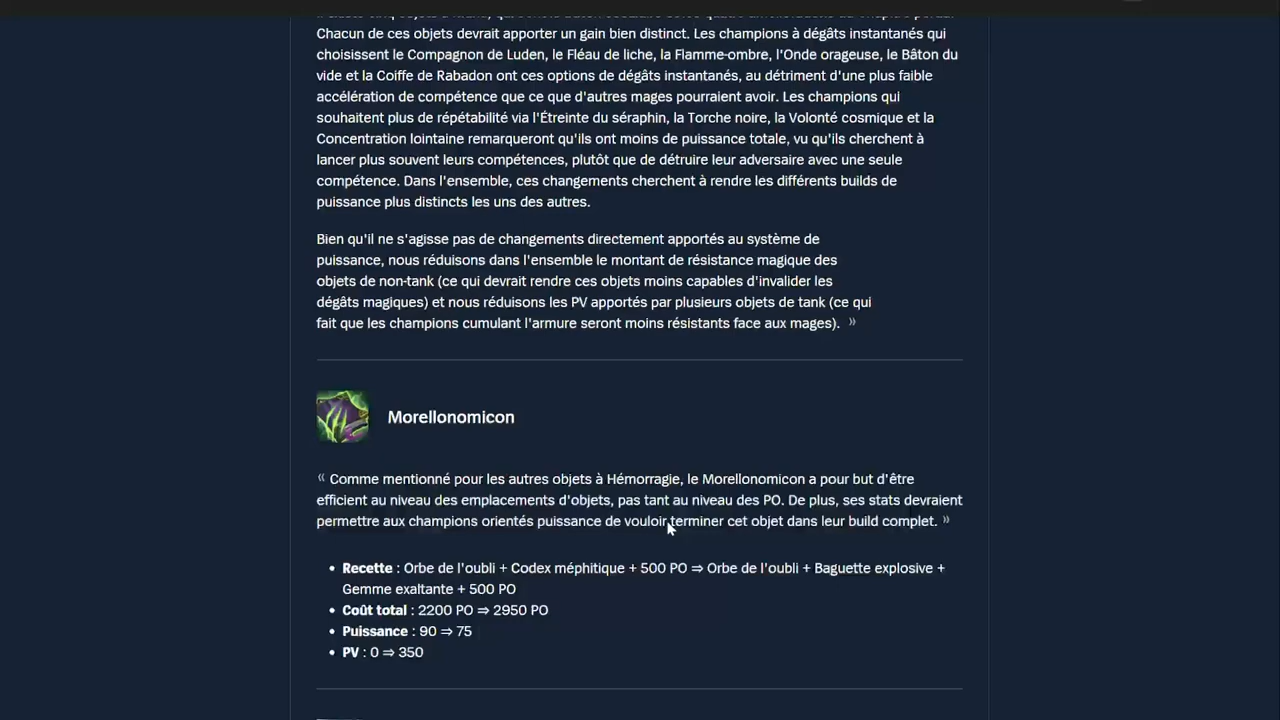 Chacun de ces objets devrait apporter un gain bien distinct. Les champions à dégâts instantanés qui
choisissent le Compagnon de Luden, le Fléau de liche, la Flamme-ombre, l'Onde orageuse, le Bâton du
vide et la Coiffe de Rabadon ont ces options de dégâts instantanés, au détriment d'une plus faible
accélération de compétence que ce que d'autres mages pourraient avoir. Les champions qui
souhaitent plus de répétabilité via l'Étreinte du séraphin, la Torche noire, la Volonté cosmique et la
Concentration lointaine remarqueront qu'ils ont moins de puissance totale, vu qu'ils cherchent à
lancer plus souvent leurs compétences, plutôt que de détruire leur adversaire avec une seule
compétence. Dans l'ensemble, ces changements cherchent à rendre les différents builds de
puissance plus distincts les uns des autres.
Bien qu'il ne s'agisse pas de changements directement apportés au système de
puissance, nous réduisons dans l'ensemble le montant de résistance magique des
objets de non-tank (ce qui devrait rendre ces objets moins capables d'invalider les
dégâts magiques) et nous réduisons les PV apportés par plusieurs objets de tank (ce qui
fait que les champions cumulant l'armure seront moins résistants face aux mages). »
Morellonomicon
« Comme mentionné pour les autres objets à Hémorragie, le Morellonomicon a pour but d'être
efficient au niveau des emplacements d'objets, pas tant au niveau des PO. De plus, ses stats devraient
permettre aux champions orientés puissance de vouloir terminer cet objet dans leur build complet. »
• Recette : Orbe de l'oubli + Codex méphitique + 500 PO ⇒ Orbe de l'oubli + Baguette explosive +
Gemme exaltante + 500 PO
• Coût total : 2200 PO ⇒ 2950 PO
• Puissance : 90 ⇒ 75
• PV : 0 ⇒ 350